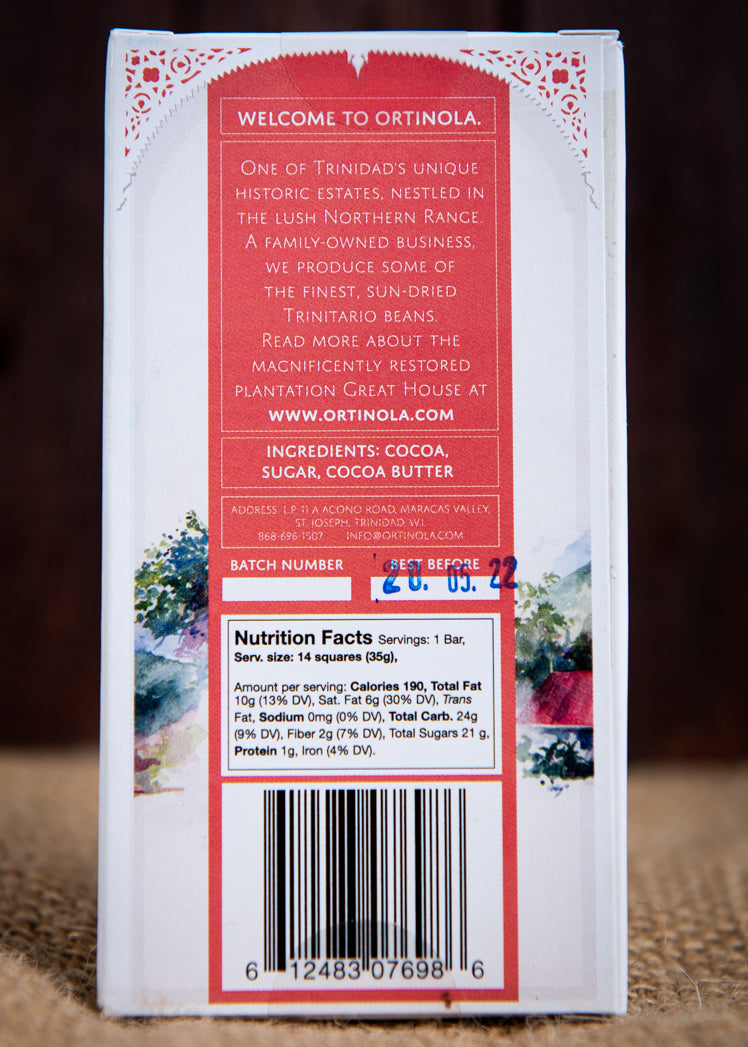 WELCOME TO ORTINOLA.
ONE OF TRINIDAD'S UNIQUE
HISTORIC ESTATES, NESTLED IN
THE LUSH NORTHERN RANGE.
A FAMILY-OWNED BUSINESS,
WE PRODUCE SOME OF
THE FINEST, SUN-DRIED
TRINITARIO BEANS.
READ MORE ABOUT THE
MAGNIFICENTLY RESTORED
PLANTATION GREAT HOUSE AT
WWW.ORTINOLA.COM
INGREDIENTS: COCOA,
SUGAR, COCOA BUTTER
ADDRESS: L.P. 11 A ACONO ROAD, MARACAS VALLEY,
ST. JOSEPH, TRINIDAD, W.I.
868-696-1507 INFO@ORTINOLA.COM
BATCH NUMBER BEST BEFORE
20. 05. 22
Nutrition Facts Servings: 1 Bar,
Serv. size: 14 squares (35g),
Amount per serving: Calories 190, Total Fat
10g (13% DV), Sat. Fat 6g (30% DV), Trans
Fat, Sodium 0mg (0% DV), Total Carb. 24g
(9% DV), Fiber 2g (7% DV), Total Sugars 21 g,
Protein 1g, Iron (4% DV).
6 12483 07698 6